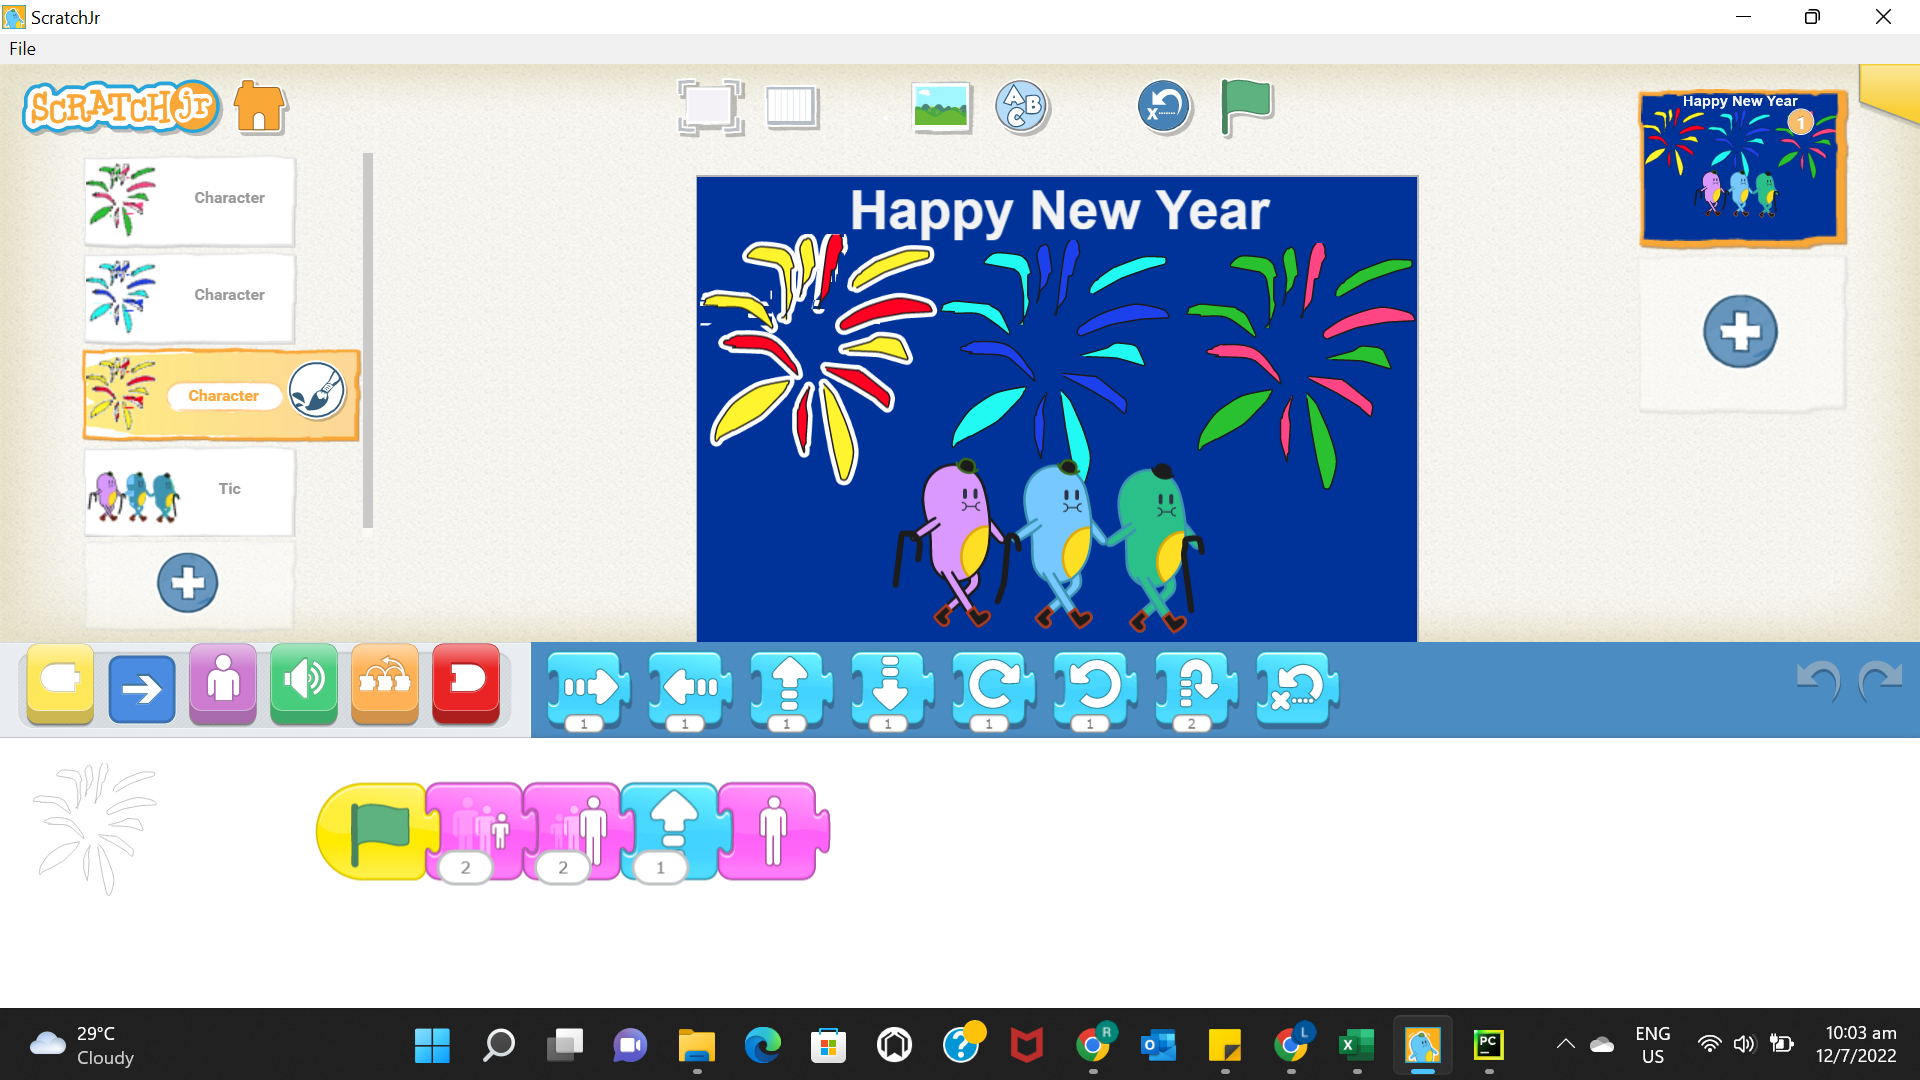 ScratchJr
File
SCRATCHJr
A B C
X
Happy New Year
1
Happy New Year
Character
Character
Character
Tic
X
1
1
1
1
1
1
2
2
2
1
29°C
Cloudy
R
L
PC
ENG
US
10:03 am
12/7/2022